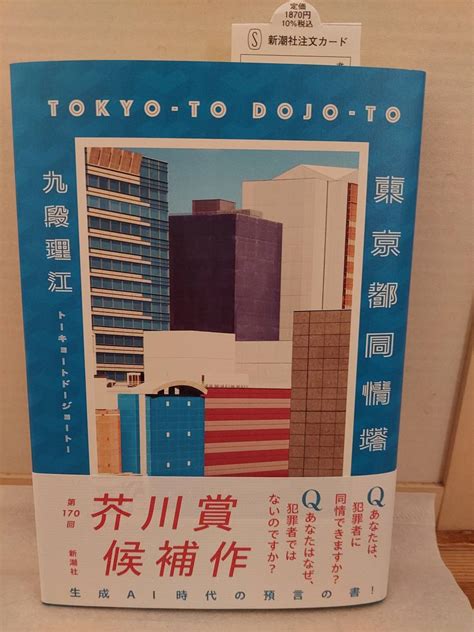 定価
1870円
10%税込
S 新潮社注文カード
TOKYO-TO DOJO-TO
東京都同情塔
九段理江
トーキョートドージョートー
Q あなたは、
犯罪者に
同情できますか?
Q あなたはなぜ、
犯罪者では
ないのですか?
第
170
回
芥川賞
候補作
新潮社
生成AI時代の預言の書!